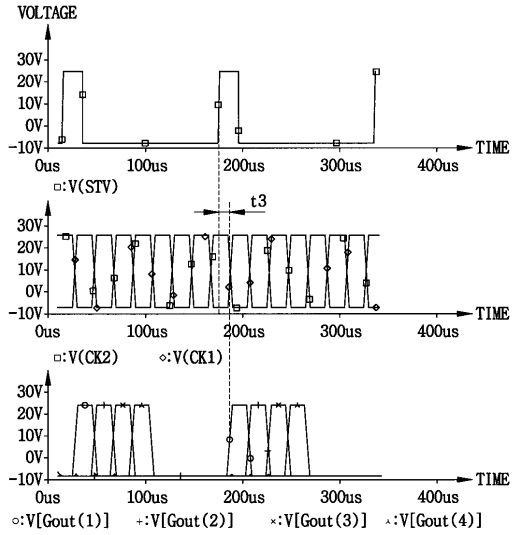 VOLTAGE
30V
20V
10V
0V
-10V
TIME
0us 100us 200us 300us 400us
□:V(STV)
t3
30V
20V
10V
0V
-10V
TIME
0us 100us 200us 300us 400us
□:V(CK2) ◇:V(CK1)
30V
20V
10V
0V
-10V
TIME
0us 100us 200us 300us 400us
○:V[Gout(1)] +:V[Gout(2)] ×:V[Gout(3)] ⅄:V[Gout(4)]